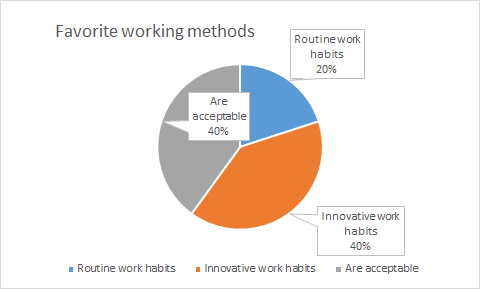 Favorite working methods
Routine work
habits
20%
Are
acceptable
40%
Innovative work
habits
40%
Routine work habits Innovative work habits Are acceptable